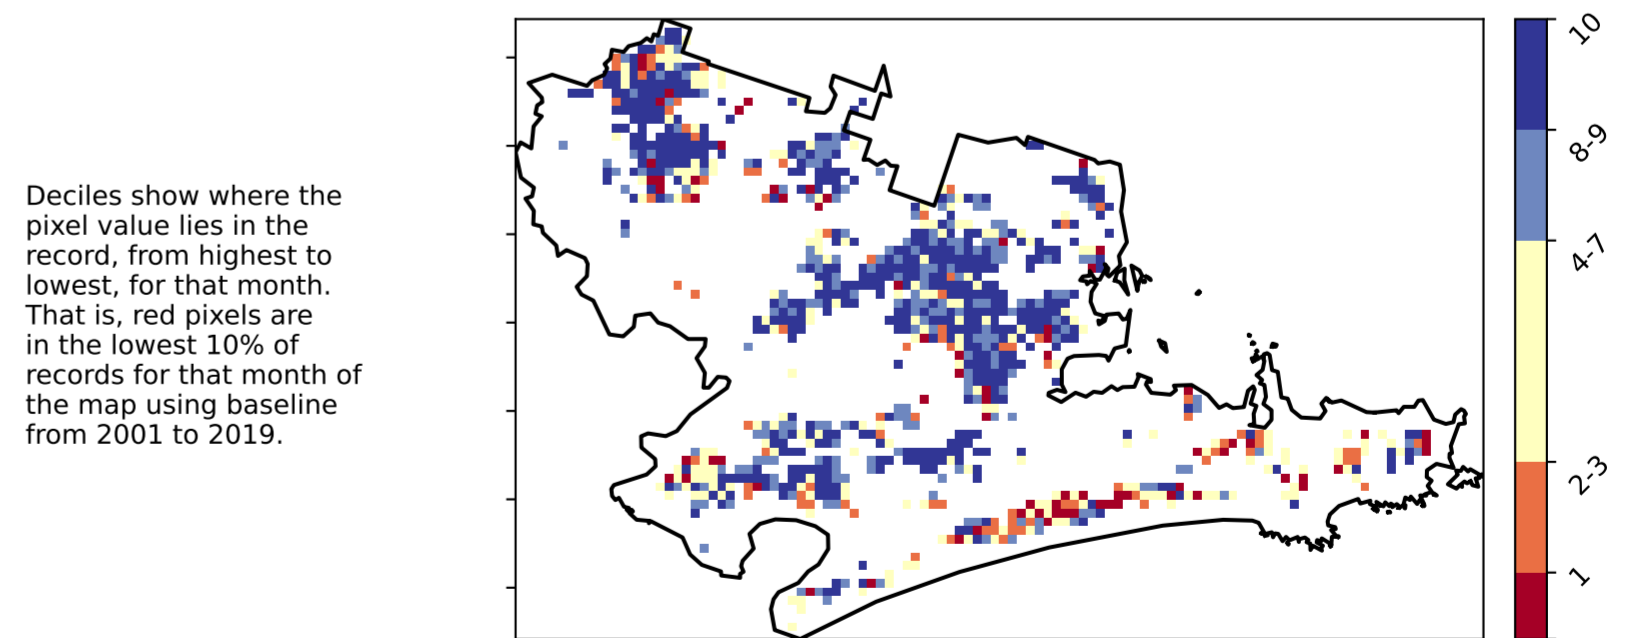 Deciles show where the
pixel value lies in the
record, from highest to
lowest, for that month.
That is, red pixels are
in the lowest 10% of
records for that month of
the map using baseline
from 2001 to 2019.
10
8-9
4-7
2-3
1